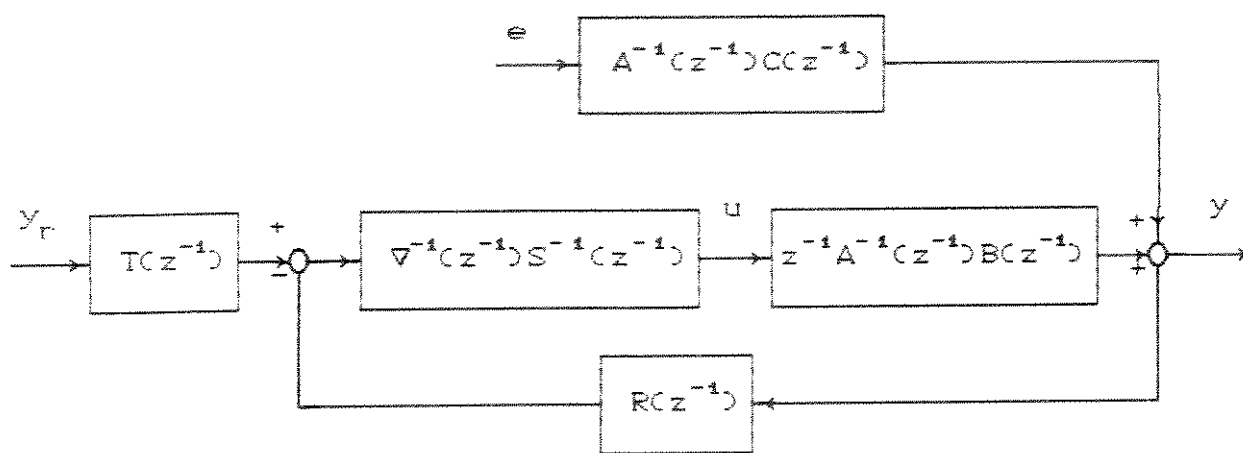 e
A⁻¹(z⁻¹)C(z⁻¹)
yᵣ
T(z⁻¹)
+
−
∇⁻¹(z⁻¹)S⁻¹(z⁻¹)
u
z⁻¹A⁻¹(z⁻¹)B(z⁻¹)
+
+
y
R(z⁻¹)